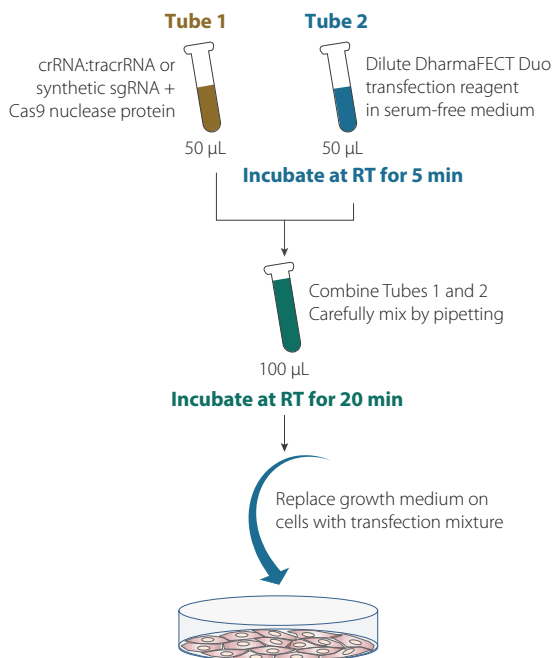 Tube 1
Tube 2
crRNA:tracrRNA or
synthetic sgRNA +
Cas9 nuclease protein
Dilute DharmaFECT Duo
transfection reagent
in serum-free medium
50 µL
50 µL
Incubate at RT for 5 min
Combine Tubes 1 and 2
Carefully mix by pipetting
100 µL
Incubate at RT for 20 min
Replace growth medium on
cells with transfection mixture